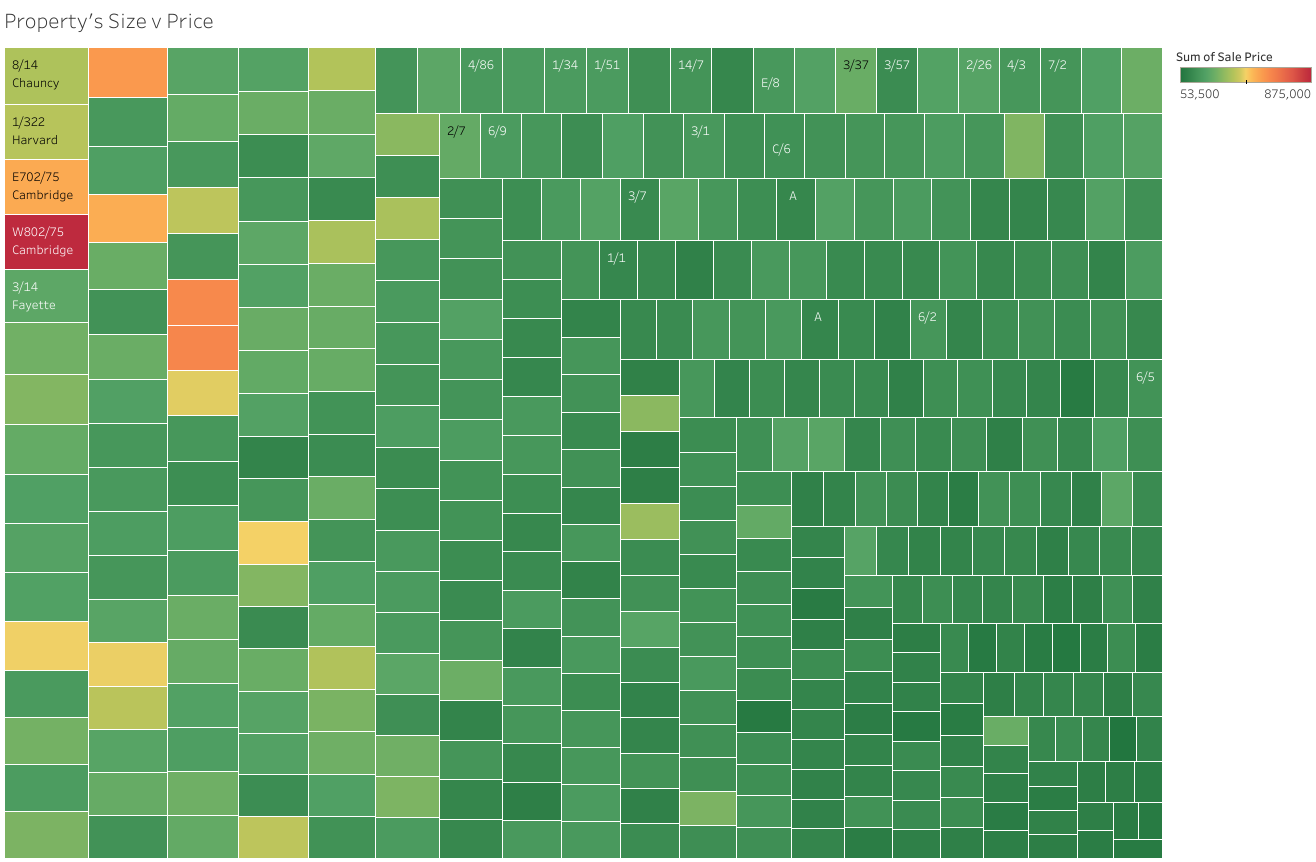 Property's Size v Price
Sum of Sale Price
53,500 875,000
8/14
Chauncy
1/322
Harvard
E702/75
Cambridge
W802/75
Cambridge
3/14
Fayette
4/86 1/34 1/51 14/7 E/8 3/37 3/57 2/26 4/3 7/2
2/7 6/9 3/1 C/6
3/7 A
1/1
A 6/2
6/5